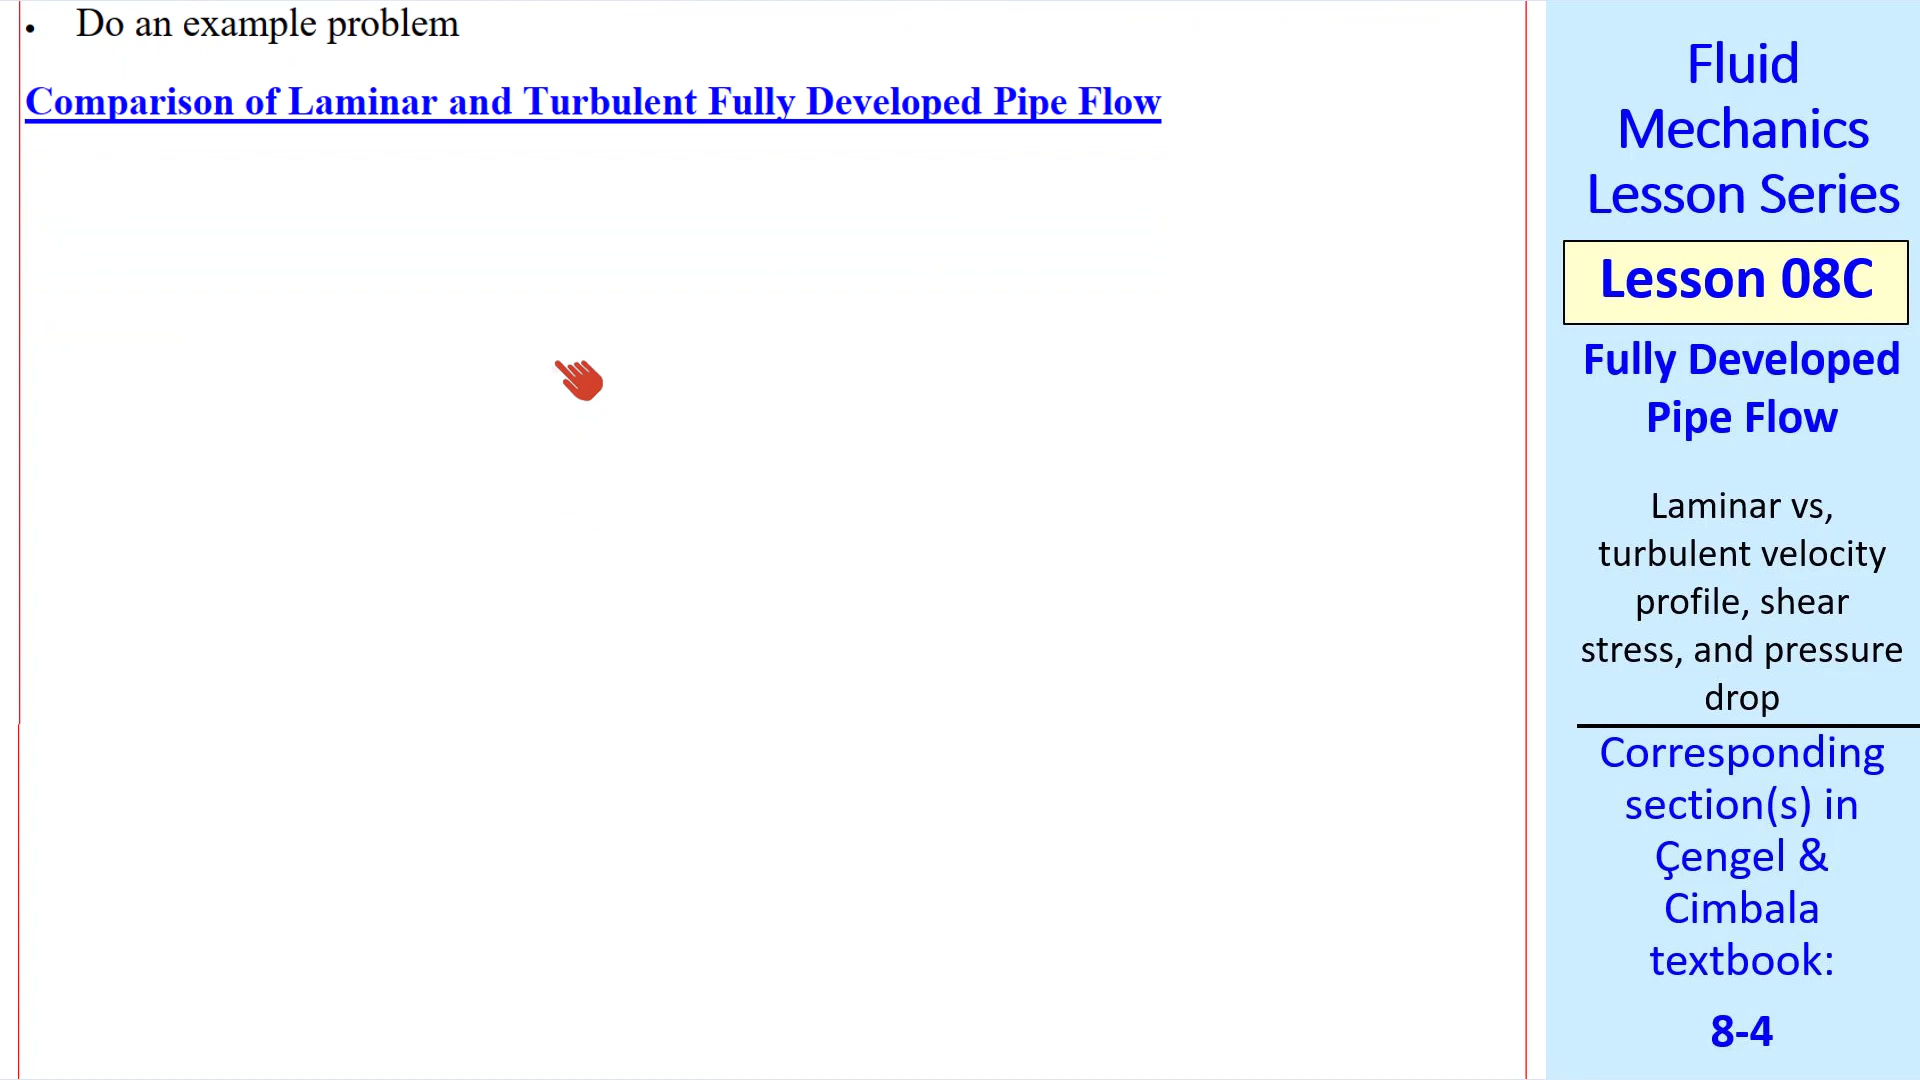 • Do an example problem
Comparison of Laminar and Turbulent Fully Developed Pipe Flow
Fluid
Mechanics
Lesson Series
Lesson 08C
Fully Developed
Pipe Flow
Laminar vs,
turbulent velocity
profile, shear
stress, and pressure
drop
Corresponding
section(s) in
Çengel &
Cimbala
textbook:
8-4